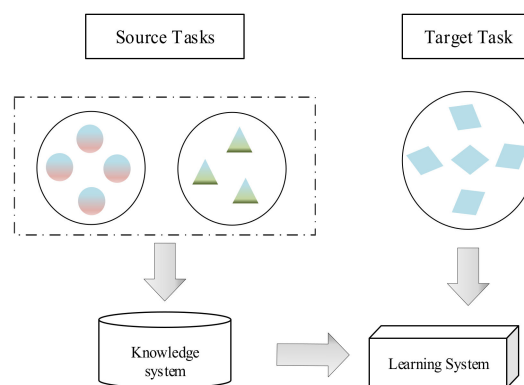 Source Tasks
Target Task
Knowledge
system
Learning System